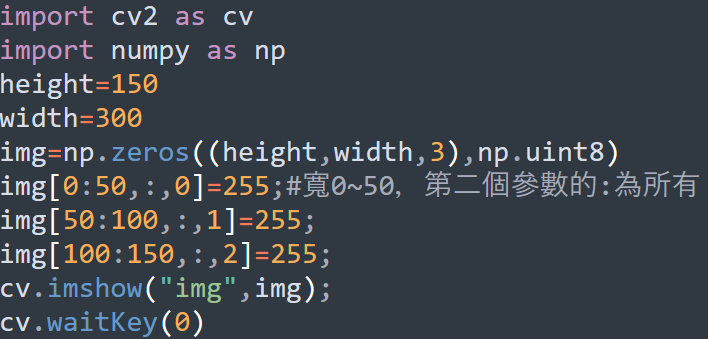 import cv2 as cv
import numpy as np
height=150
width=300
img=np.zeros((height,width,3),np.uint8)
img[0:50,:,0]=255;#寬0~50, 第二個參數的:為所有
img[50:100,:,1]=255;
img[100:150,:,2]=255;
cv.imshow("img",img);
cv.waitKey(0)